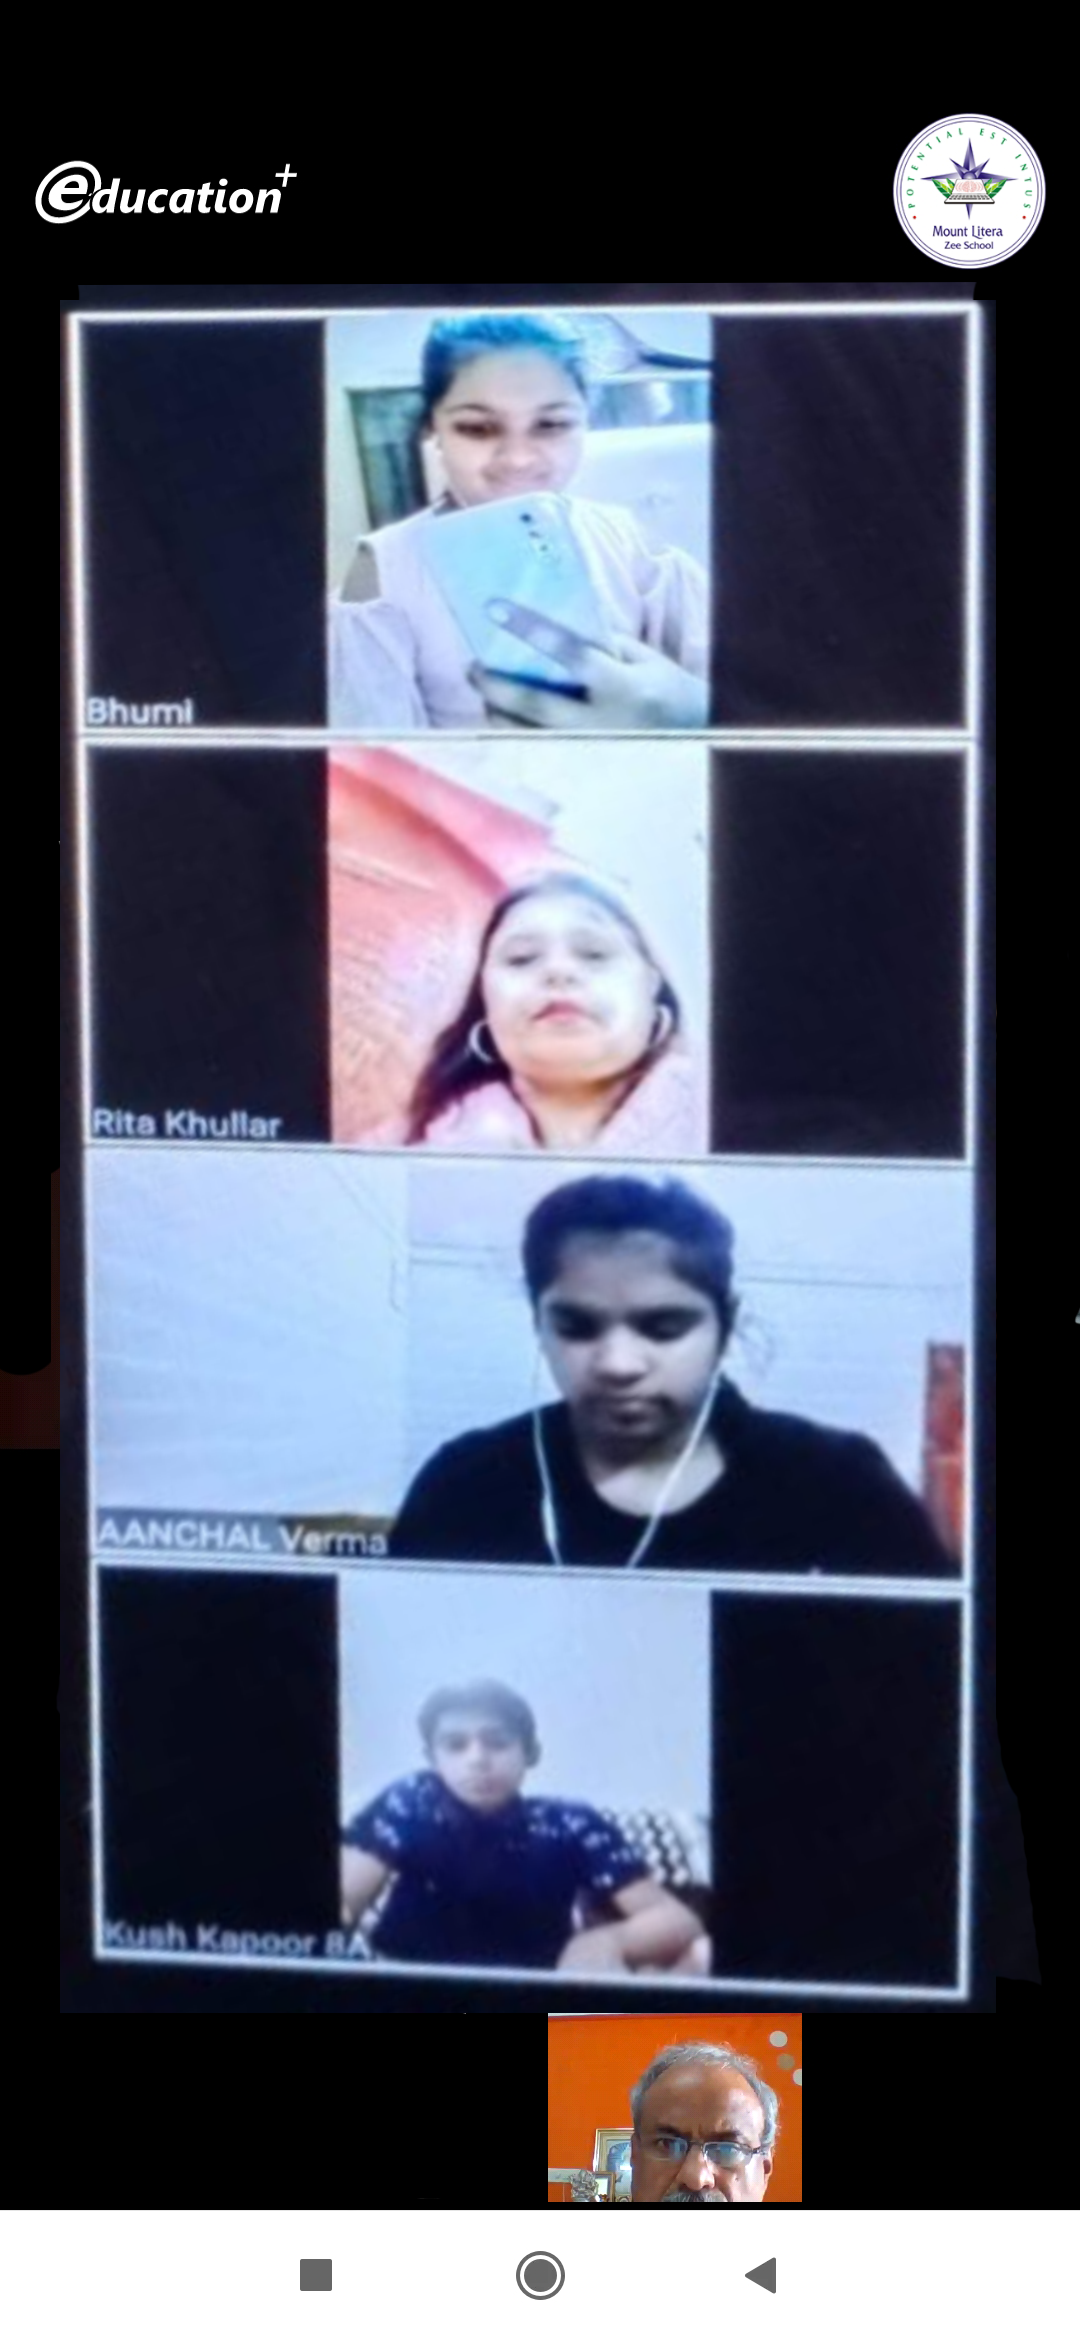 education+
POTENTIAL EST INTUS
Mount Litera
Zee School
Bhumi
Rita Khullar
AANCHAL Verma
Kush Kapoor 8A